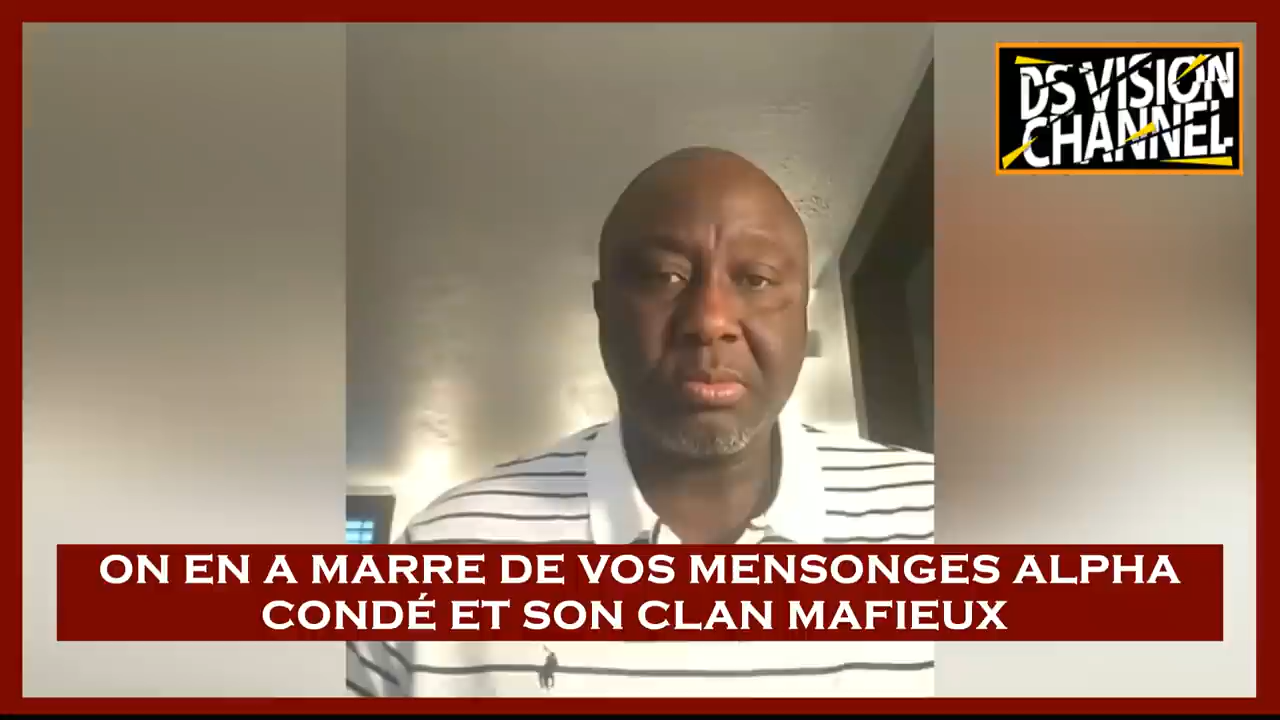 DS VISION
CHANNEL
ON EN A MARRE DE VOS MENSONGES ALPHA
CONDÉ ET SON CLAN MAFIEUX